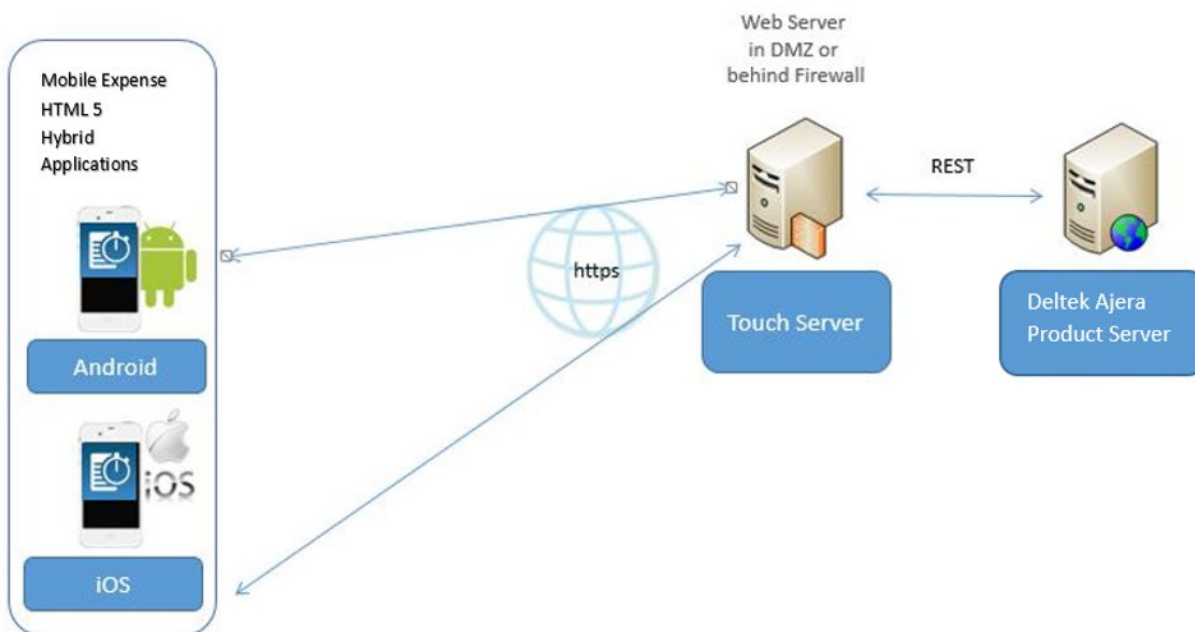 Mobile Expense
HTML 5
Hybrid
Applications
Android
iOS
iOS
Web Server
in DMZ or
behind Firewall
https
REST
Touch Server
Deltek Ajera
Product Server